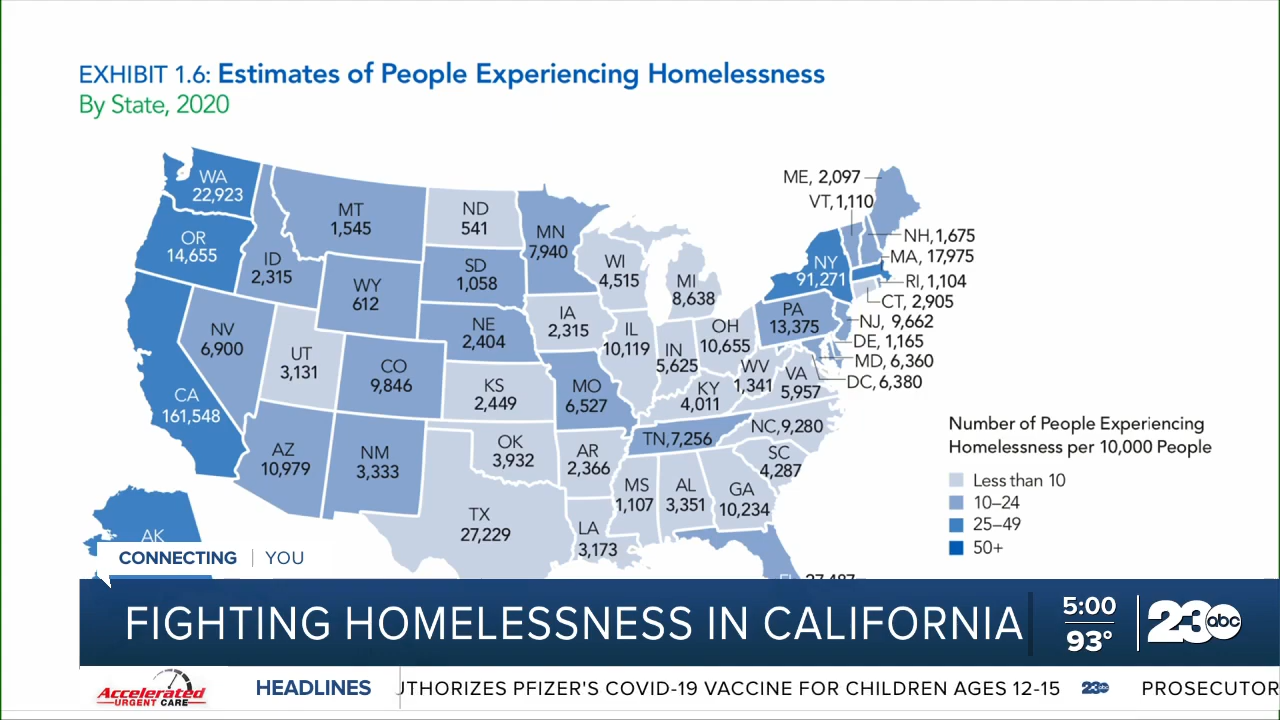 EXHIBIT 1.6: Estimates of People Experiencing Homelessness
By State, 2020
WA
22,923
OR
14,655
CA
161,548
ID
2,315
NV
6,900
MT
1,545
WY
612
UT
3,131
AZ
10,979
CO
9,846
NM
3,333
ND
541
SD
1,058
NE
2,404
KS
2,449
OK
3,932
TX
27,229
MN
7,940
IA
2,315
MO
6,527
AR
2,366
LA
3,173
WI
4,515
IL
10,119
MI
8,638
IN
5,625
OH
10,655
KY
4,011
TN, 7,256
MS
1,107
AL
3,351
GA
10,234
WV
1,341
VA
5,957
NC, 9,280
SC
4,287
PA
13,375
NY
91,271
ME, 2,097
VT, 1,110
NH, 1,675
MA, 17,975
RI, 1,104
CT, 2,905
NJ, 9,662
DE, 1,165
MD, 6,360
DC, 6,380
AK
Number of People Experiencing
Homelessness per 10,000 People
Less than 10
10–24
25–49
50+
CONNECTING | YOU
FIGHTING HOMELESSNESS IN CALIFORNIA
5:00
93°
23 abc
Accelerated
URGENT CARE
HEADLINES
PFIZER'S COVID-19 VACCINE FOR CHILDREN AGES 12-15 23abc PROSECUTOR